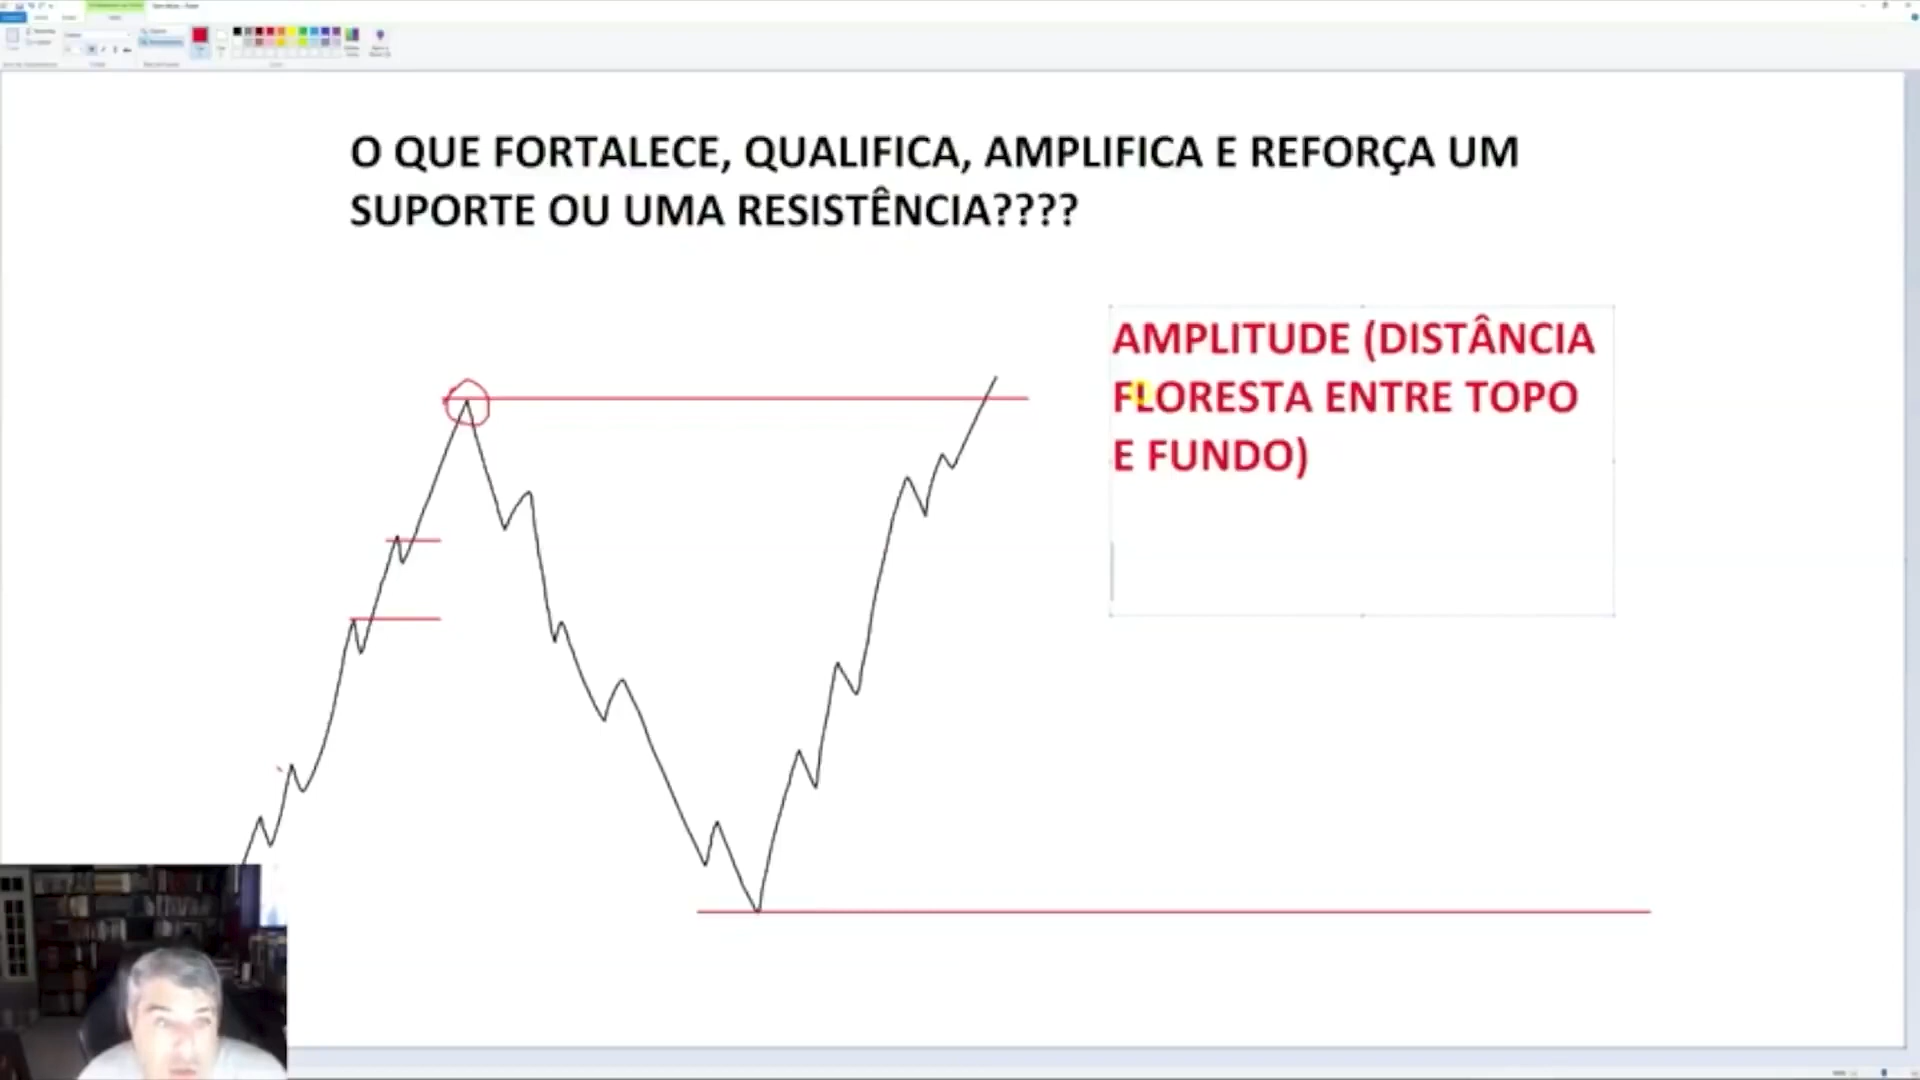 O QUE FORTALECE, QUALIFICA, AMPLIFICA E REFORÇA UM
SUPORTE OU UMA RESISTÊNCIA????
AMPLITUDE (DISTÂNCIA
FLORESTA ENTRE TOPO
E FUNDO)